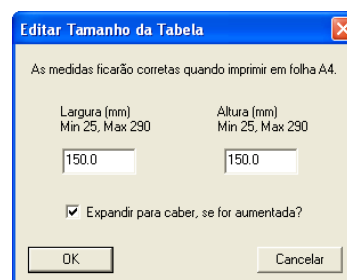 Editar Tamanho da Tabela
As medidas ficarão corretas quando imprimir em folha A4.
Largura (mm) Altura (mm)
Min 25, Max 290 Min 25, Max 290
150.0 150.0
Expandir para caber, se for aumentada?
OK Cancelar